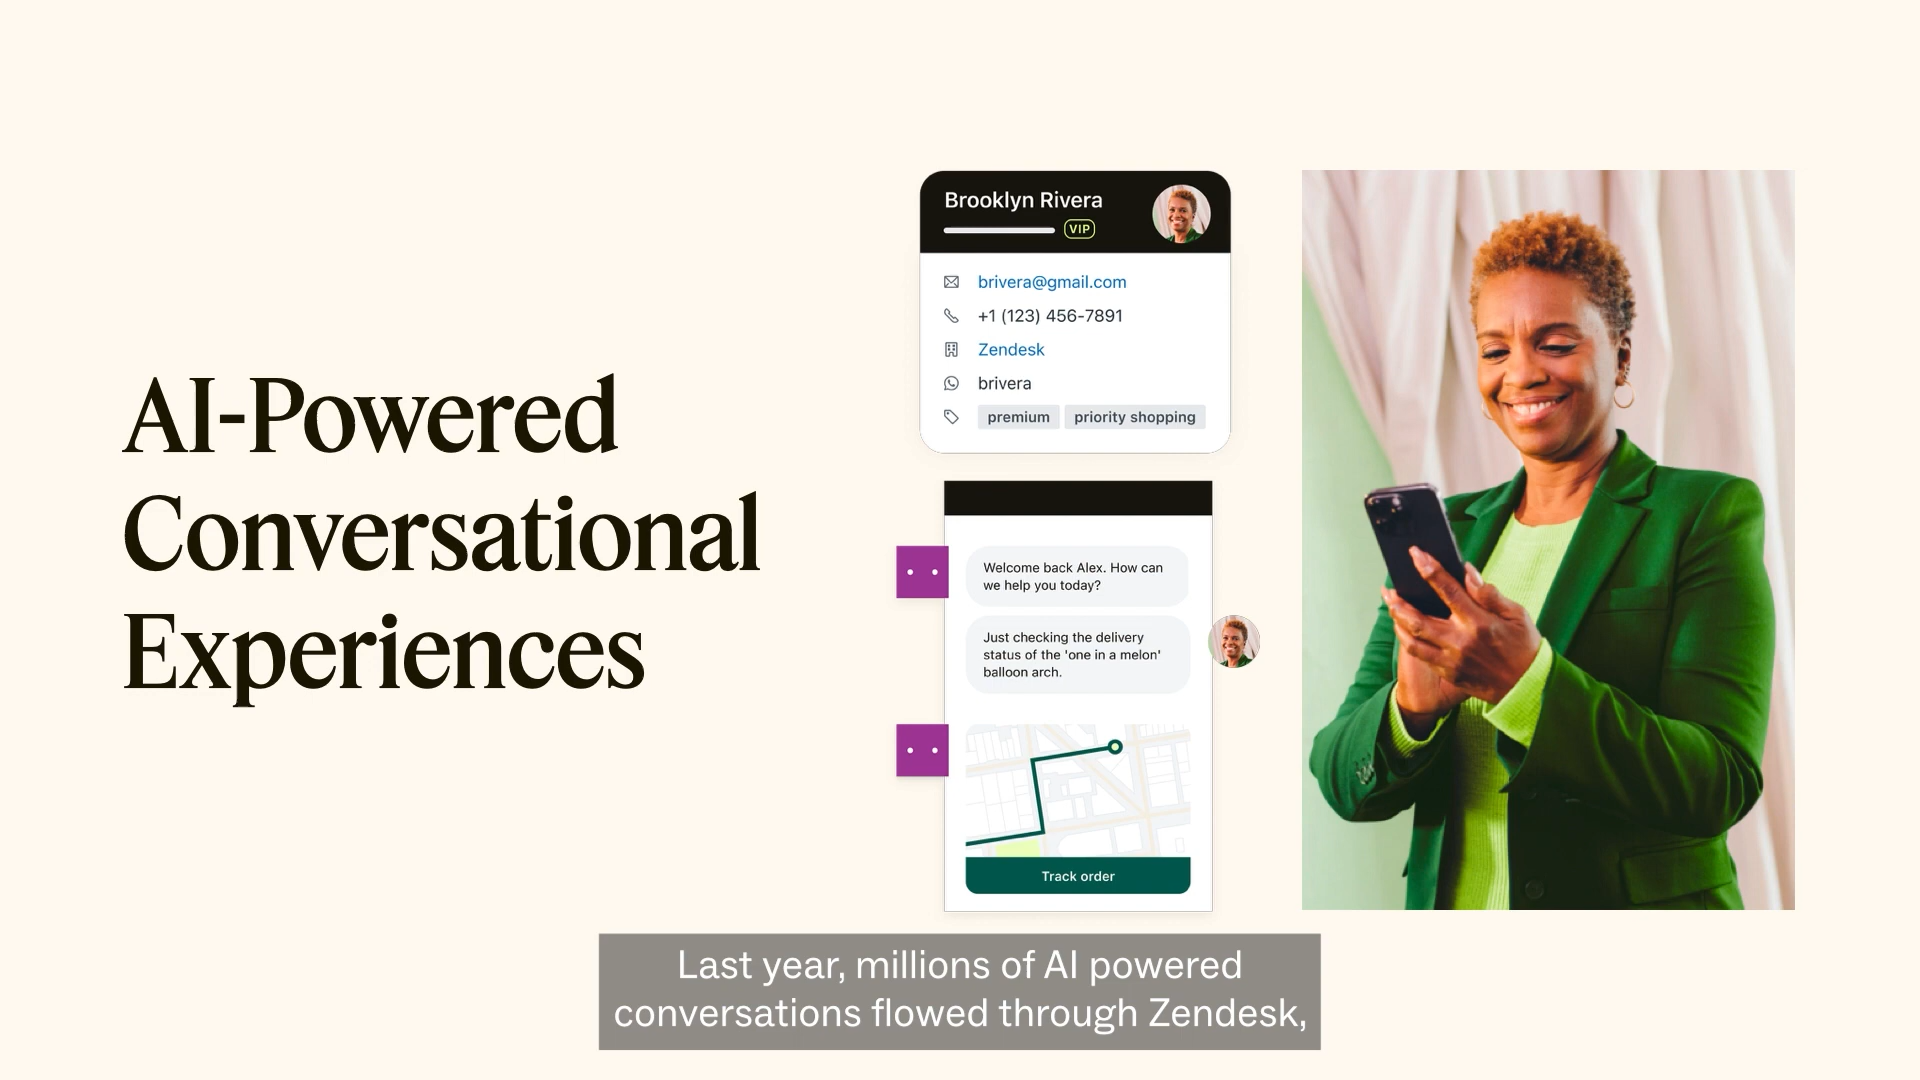 AI-Powered
Conversational
Experiences
Brooklyn Rivera
VIP
brivera@gmail.com
+1 (123) 456-7891
Zendesk
brivera
premium priority shopping
Welcome back Alex. How can
we help you today?
Just checking the delivery
status of the 'one in a melon'
balloon arch.
Track order
Last year, millions of AI powered
conversations flowed through Zendesk,